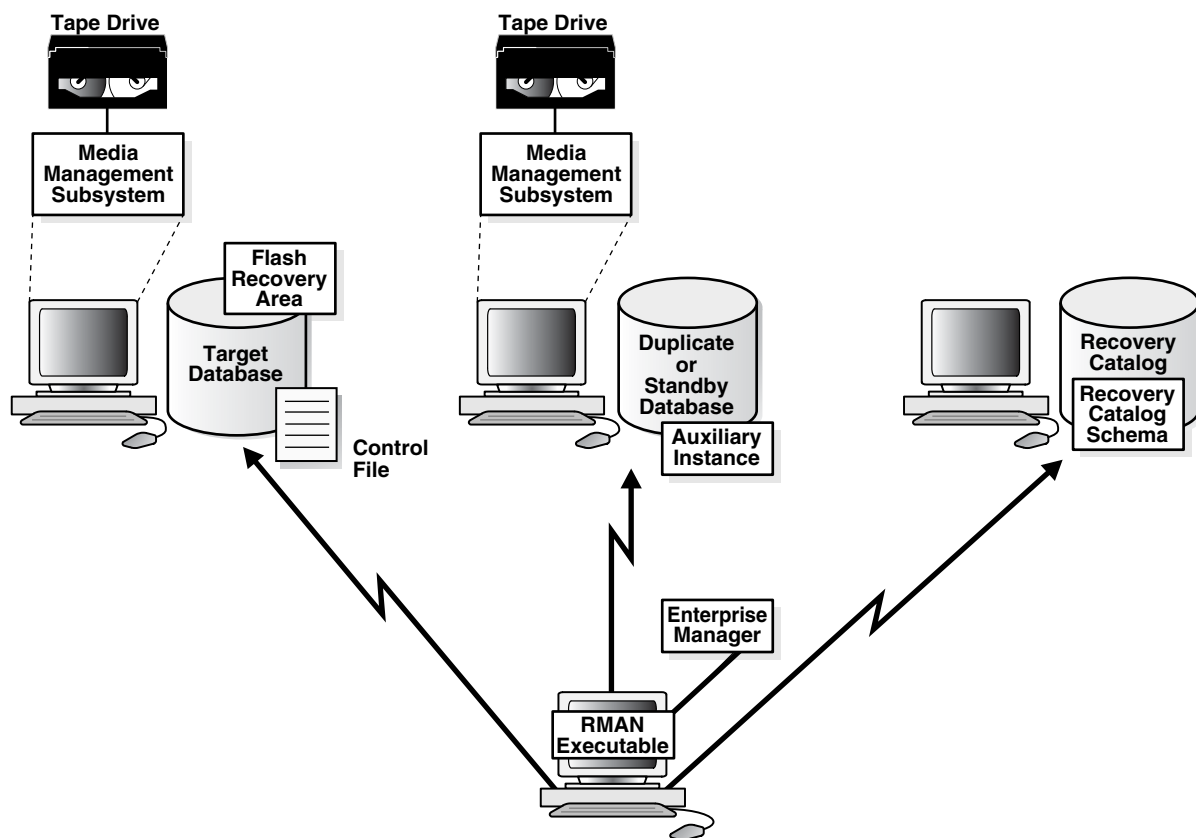 Tape Drive
Media
Management
Subsystem
Tape Drive
Media
Management
Subsystem
Flash
Recovery
Area
Target
Database
Control
File
Duplicate
or
Standby
Database
Auxiliary
Instance
Recovery
Catalog
Recovery
Catalog
Schema
Enterprise
Manager
RMAN
Executable